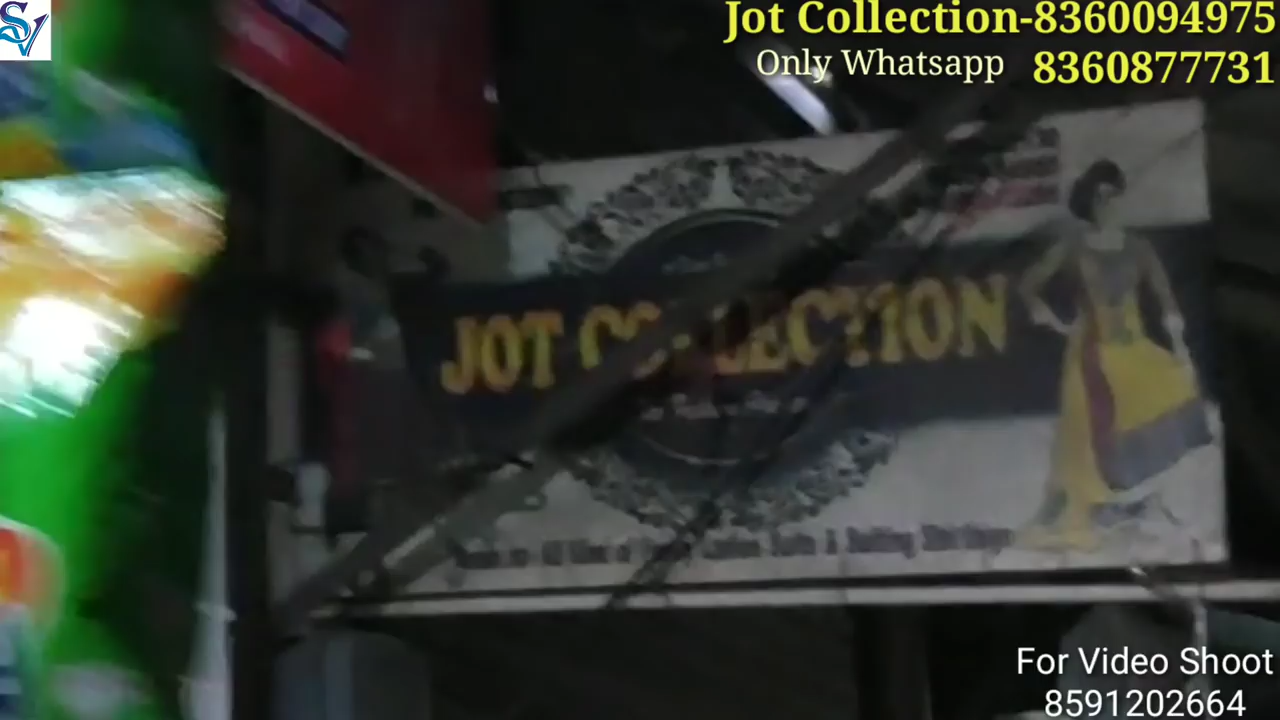 SV
Jot Collection-8360094975
Only Whatsapp 8360877731
JOT COLLECTION
For Video Shoot
8591202664